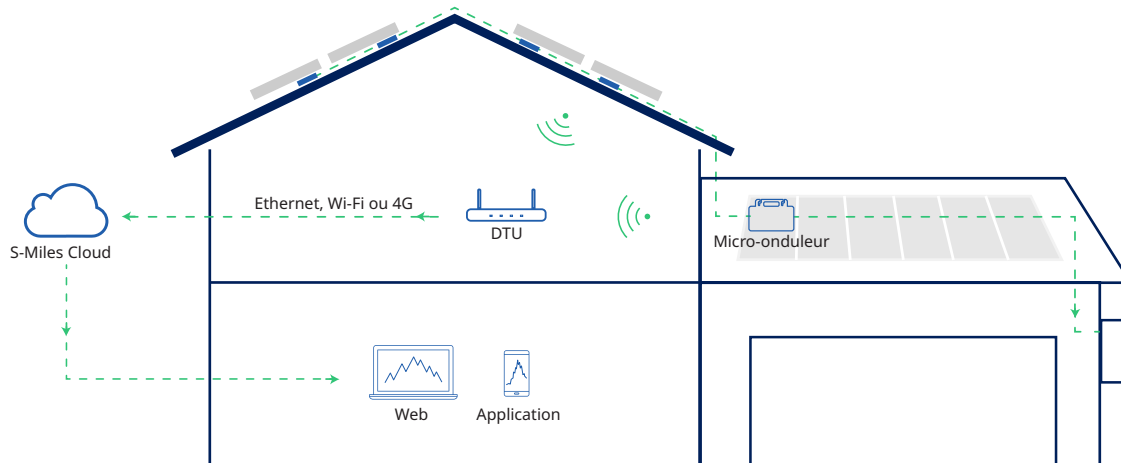 Ethernet, Wi-Fi ou 4G
DTU
S-Miles Cloud
Micro-onduleur
Web
Application